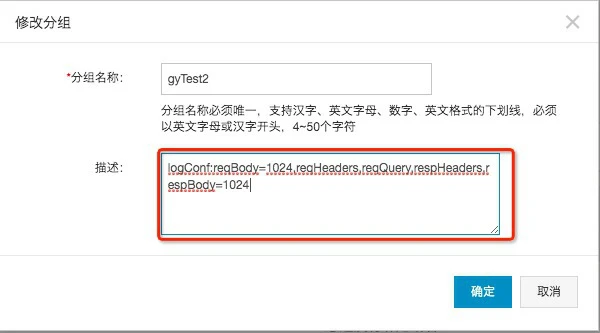 修改分组
*分组名称：
gyTest2
分组名称必须唯一，支持汉字、英文字母、数字、英文格式的下划线，必须
以英文字母或汉字开头，4~50个字符
描述：
logConf:reqBody=1024,reqHeaders,reqQuery,respHeaders,r
espBody=1024
确定
取消